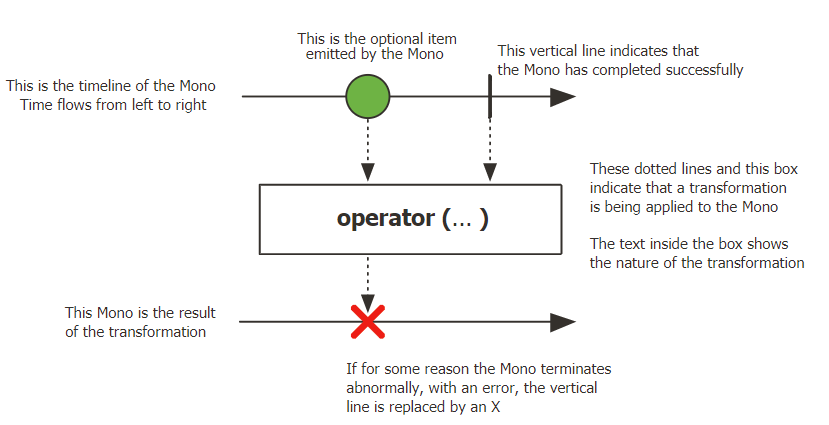 This is the optional item
emitted by the Mono
This vertical line indicates that
the Mono has completed successfully
This is the timeline of the Mono
Time flows from left to right
These dotted lines and this box
indicate that a transformation
is being applied to the Mono
The text inside the box shows
the nature of the transformation
operator (... )
This Mono is the result
of the transformation
If for some reason the Mono terminates
abnormally, with an error, the vertical
line is replaced by an X